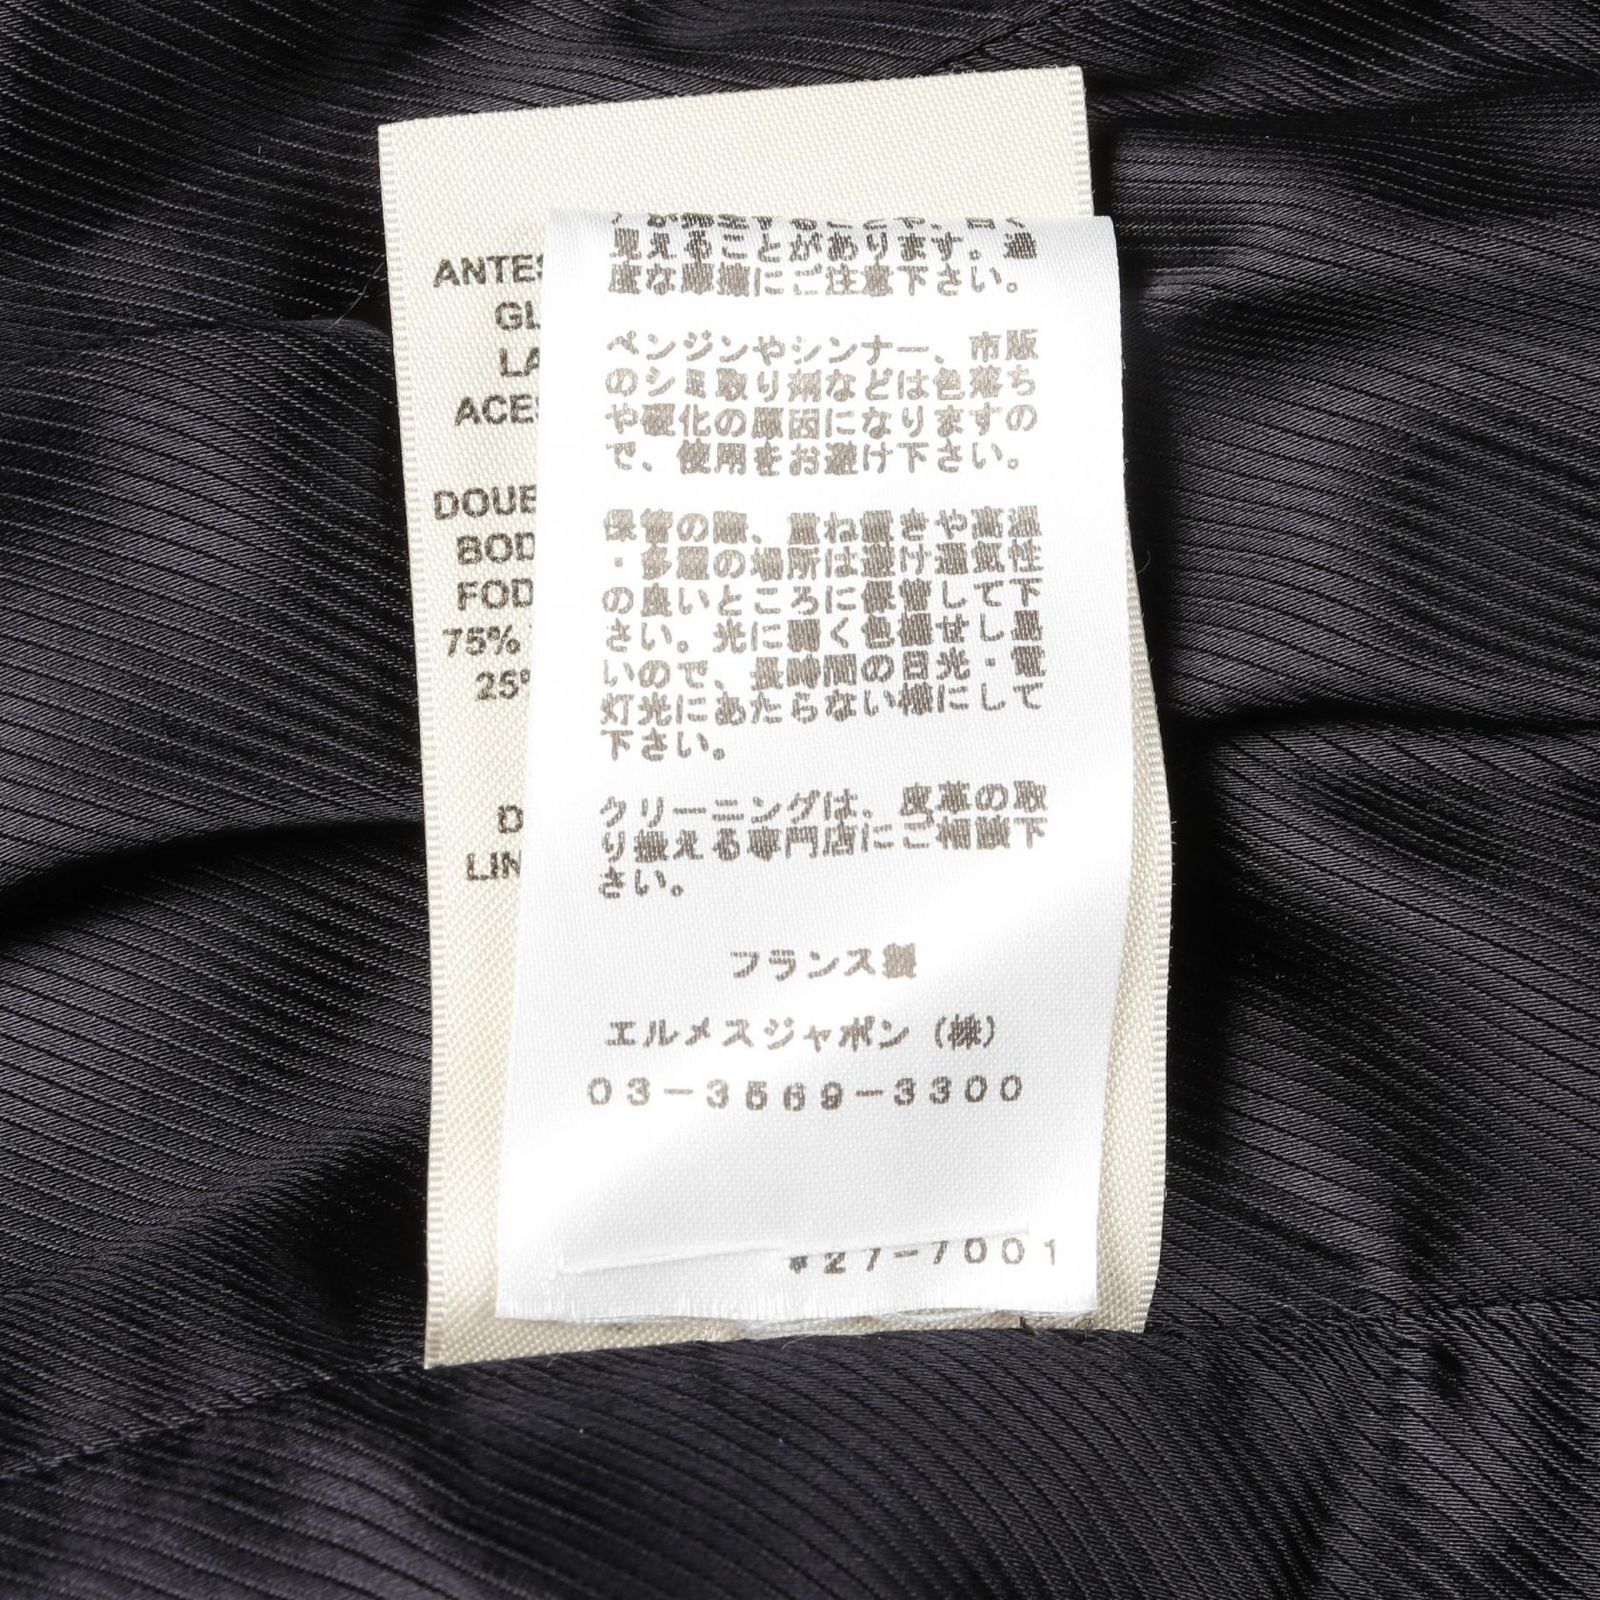 ANTES
GL
LA
ACES
DOUB
BOD
FOD
75%
25%
D
LIN
見えることがあります。過
度な摩擦にご注意下さい。
ベンジンやシンナー、市販
のシミ取り剤などは色落ち
や硬化の原因になりますの
で、使用をお避け下さい。
保管の際、重ね置きや高温
・多湿の場所は避け通気性
の良いところに保管して下
さい。光に弱く色褪せし易
いので、長時間の日光・電
灯光にあたらない様にして
下さい。
クリーニングは、皮革の取
り扱える専門店にご相談下
さい。
フランス製
エルメスジャポン（株）
０３－３５６９－３３００
２７－７００１